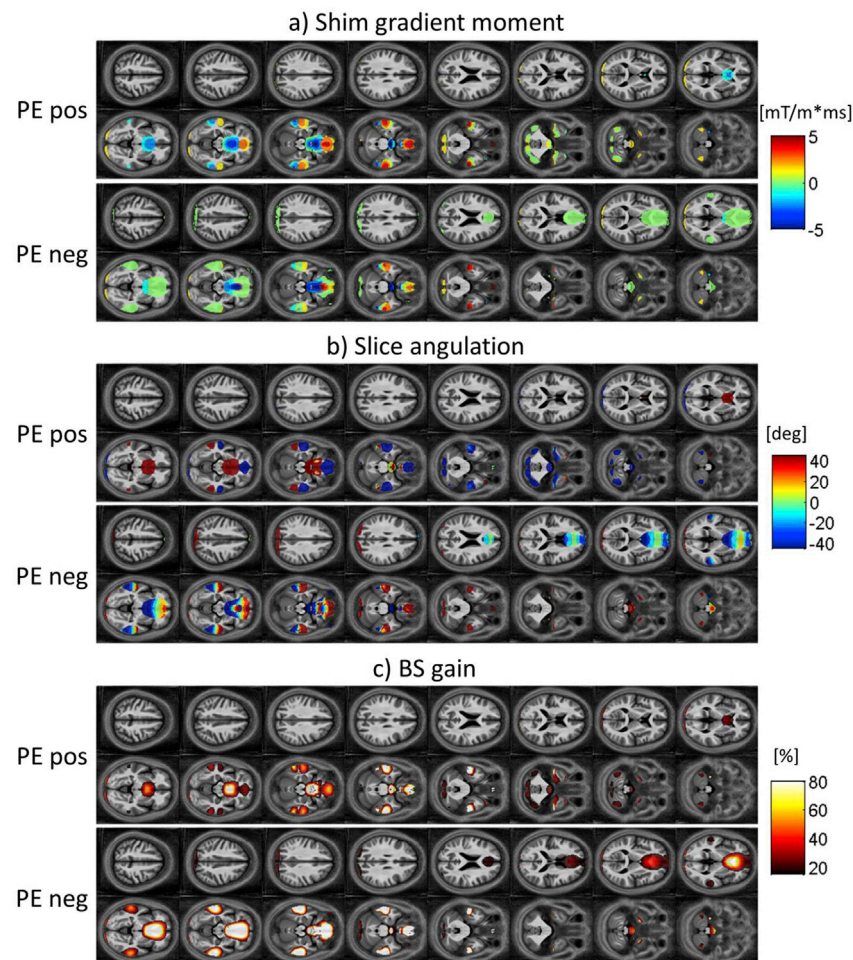 a) Shim gradient moment
PE pos
[mT/m*ms]
5
0
-5
PE neg
b) Slice angulation
PE pos
[deg]
40
20
0
-20
-40
PE neg
c) BS gain
PE pos
[%]
80
60
40
20
PE neg